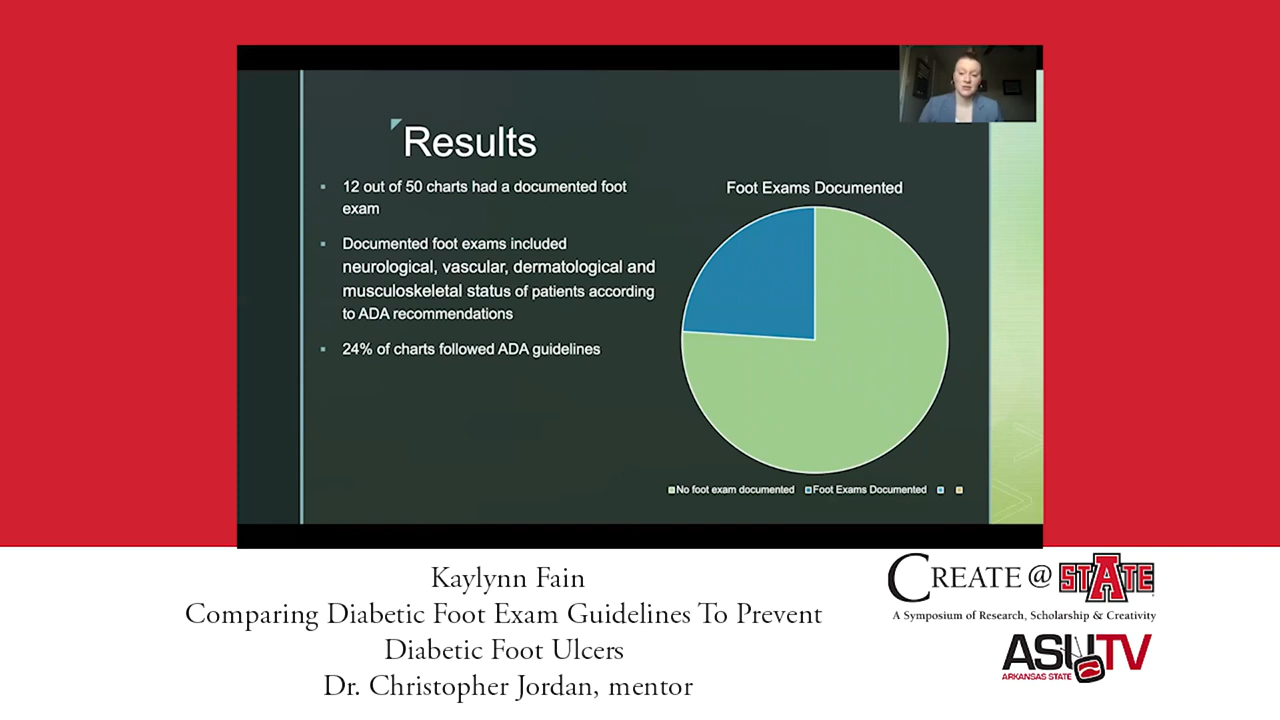 Results
12 out of 50 charts had a documented foot
exam
Documented foot exams included
neurological, vascular, dermatological and
musculoskeletal status of patients according
to ADA recommendations
24% of charts followed ADA guidelines
Foot Exams Documented
No foot exam documented Foot Exams Documented
Kaylynn Fain
Comparing Diabetic Foot Exam Guidelines To Prevent
Diabetic Foot Ulcers
Dr. Christopher Jordan, mentor
CREATE @ STATE
A Symposium of Research, Scholarship & Creativity
ASUTV
ARKANSAS STATE